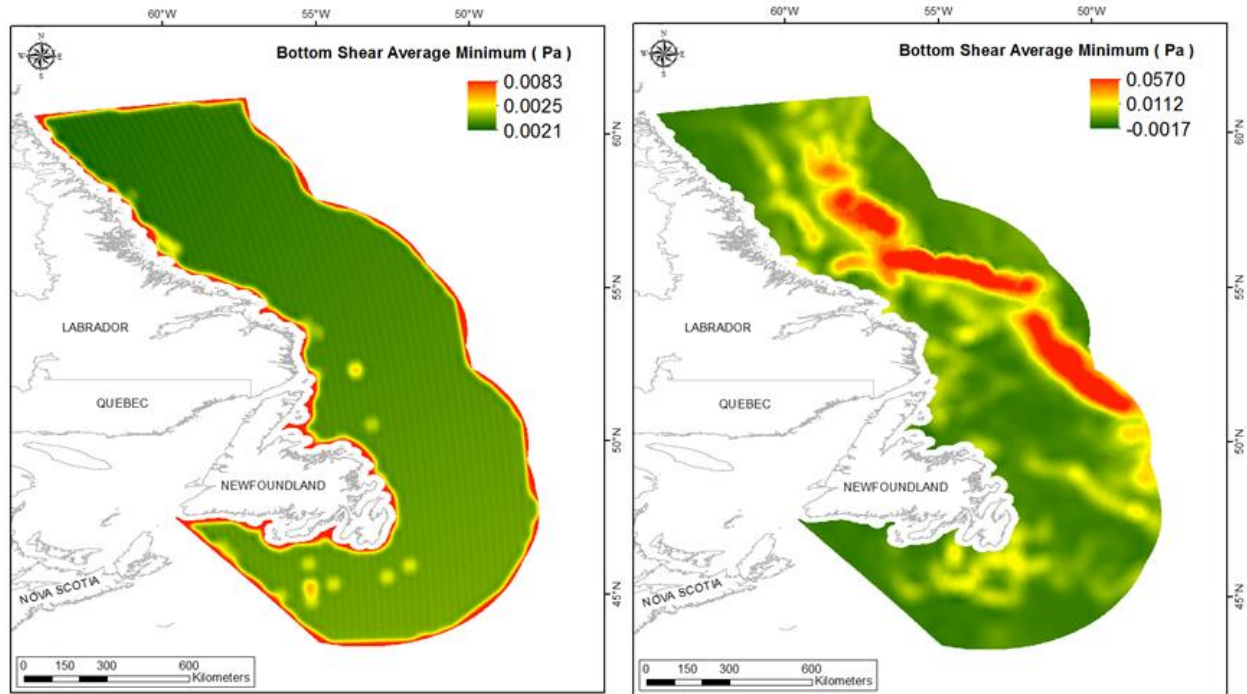 60°W 55°W 50°W
Bottom Shear Average Minimum ( Pa )
0.0083
0.0025
0.0021
N
W E
S
60°N
55°N
50°N
45°N
LABRADOR
QUEBEC
NEWFOUNDLAND
NOVA SCOTIA
0 150 300 600
Kilometers
60°W 55°W 50°W
Bottom Shear Average Minimum ( Pa )
0.0570
0.0112
-0.0017
N
W E
S
60°N
55°N
50°N
45°N
LABRADOR
QUEBEC
NEWFOUNDLAND
NOVA SCOTIA
0 150 300 600
Kilometers